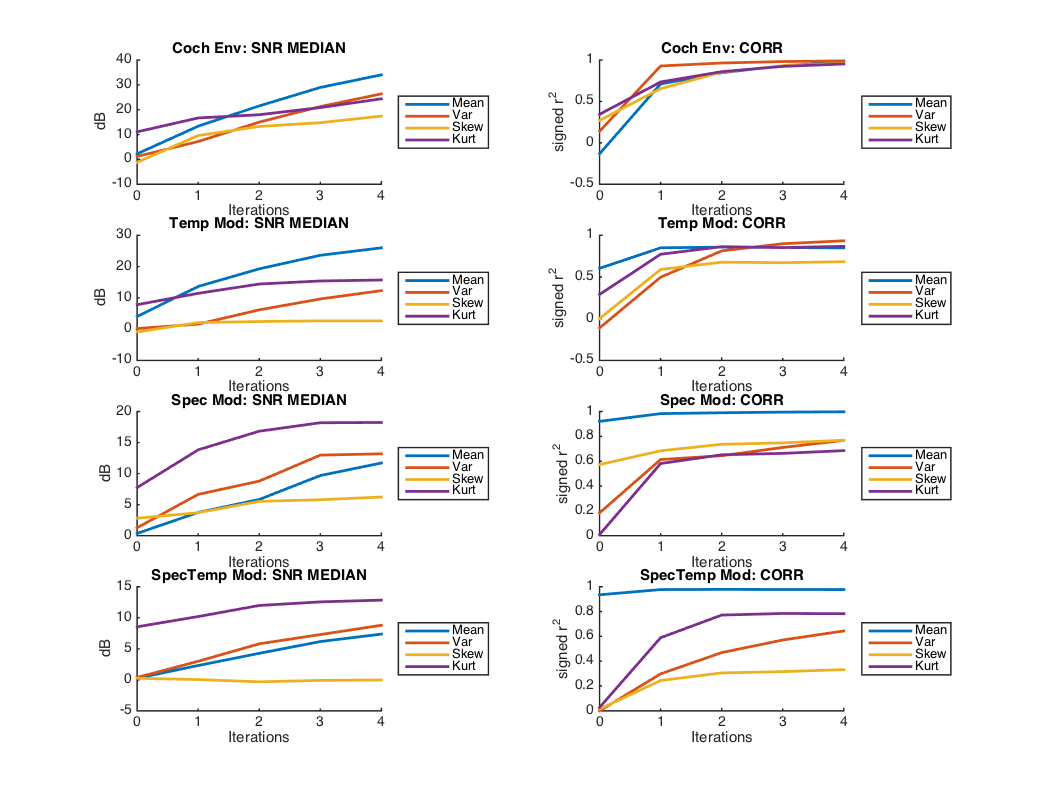 Coch Env: SNR MEDIAN
40
30
20
10
0
-10
dB
0 1 2 3 4
Iterations
Mean
Var
Skew
Kurt
Coch Env: CORR
1
0.5
0
-0.5
signed r²
0 1 2 3 4
Iterations
Mean
Var
Skew
Kurt
Temp Mod: SNR MEDIAN
30
20
10
0
-10
dB
0 1 2 3 4
Iterations
Mean
Var
Skew
Kurt
Temp Mod: CORR
1
0.5
0
-0.5
signed r²
0 1 2 3 4
Iterations
Mean
Var
Skew
Kurt
Spec Mod: SNR MEDIAN
20
15
10
5
0
dB
0 1 2 3 4
Iterations
Mean
Var
Skew
Kurt
Spec Mod: CORR
1
0.8
0.6
0.4
0.2
0
signed r²
0 1 2 3 4
Iterations
Mean
Var
Skew
Kurt
SpecTemp Mod: SNR MEDIAN
15
10
5
0
-5
dB
0 1 2 3 4
Iterations
Mean
Var
Skew
Kurt
SpecTemp Mod: CORR
1
0.8
0.6
0.4
0.2
0
signed r²
0 1 2 3 4
Iterations
Mean
Var
Skew
Kurt